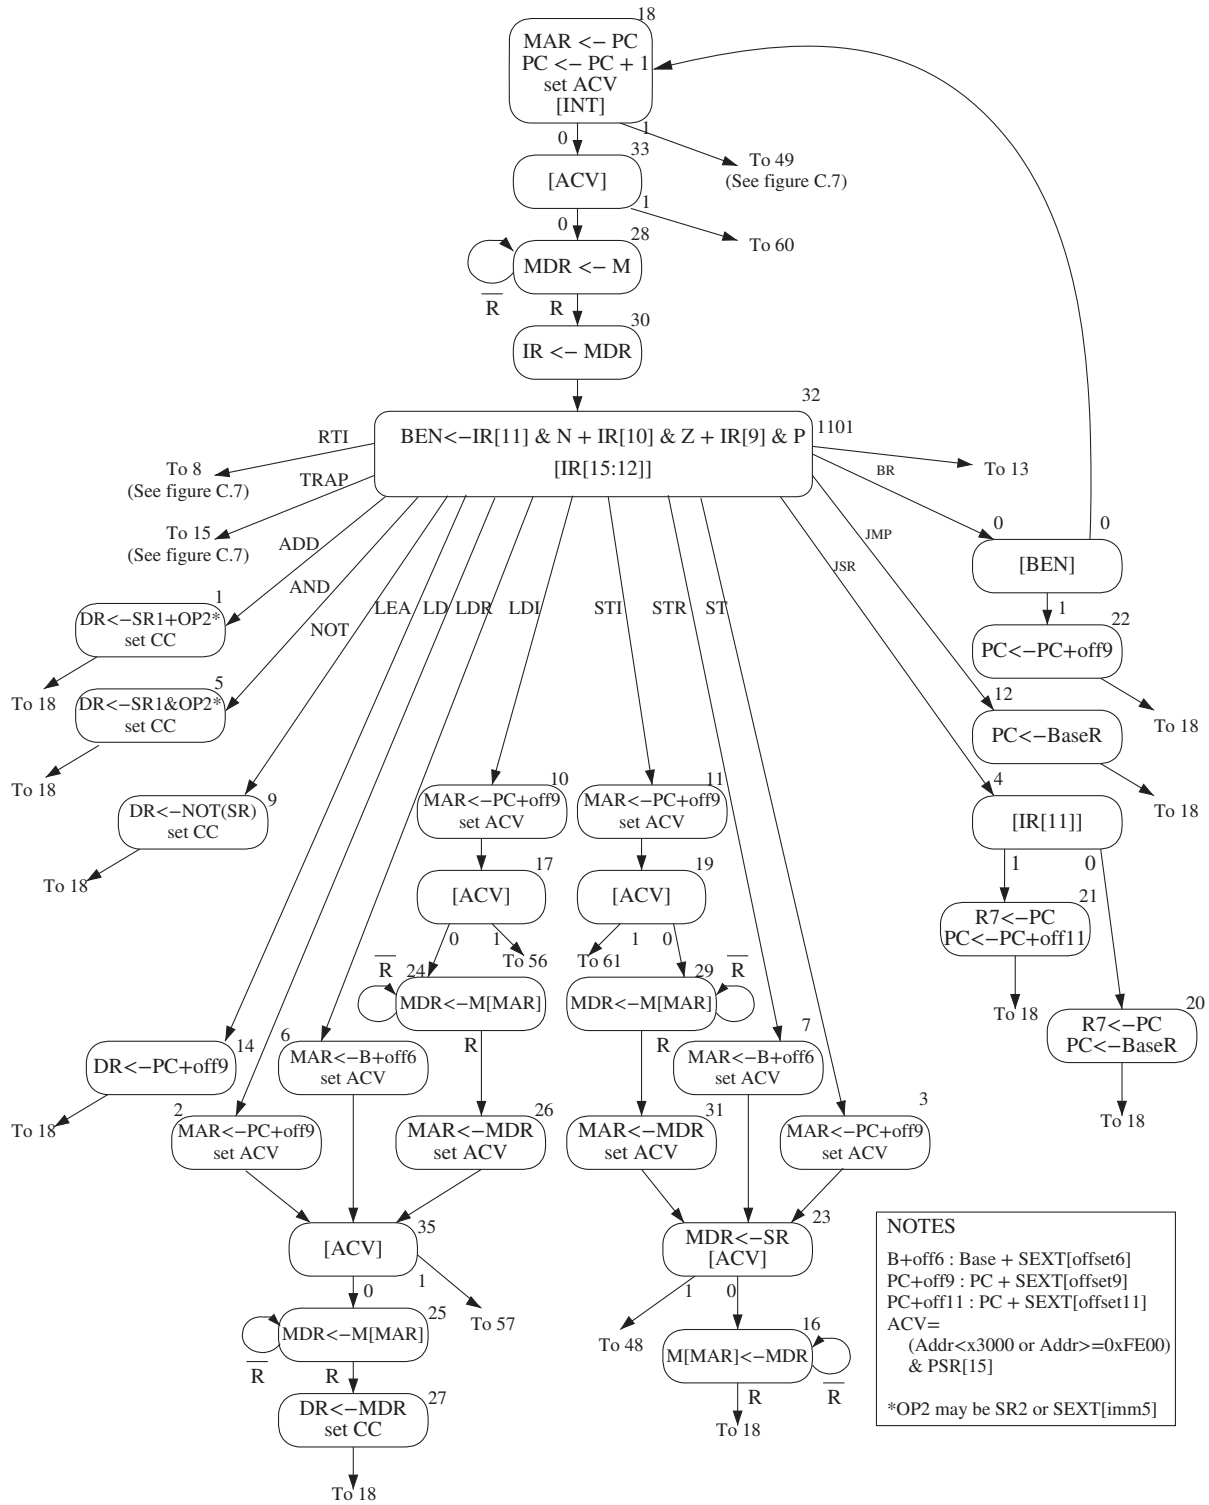 18
MAR <− PC
PC <− PC + 1
set ACV
[INT]
0
1
To 49
(See figure C.7)
33
[ACV]
0
1
To 60
28
MDR <− M
R
R
30
IR <− MDR
32
BEN<−IR[11] & N + IR[10] & Z + IR[9] & P
[IR[15:12]]
1101
To 13
RTI
To 8
(See figure C.7)
TRAP
To 15
(See figure C.7)
ADD
AND
NOT
LEA
LD
LDR
LDI
STI
STR
ST
JSR
JMP
BR
0
0
[BEN]
1
22
PC<−PC+off9
To 18
12
PC<−BaseR
To 18
4
[IR[11]]
1
0
21
R7<−PC
PC<−PC+off11
To 18
20
R7<−PC
PC<−BaseR
To 18
1
DR<−SR1+OP2*
set CC
To 18
5
DR<−SR1&OP2*
set CC
To 18
9
DR<−NOT(SR)
set CC
To 18
10
MAR<−PC+off9
set ACV
11
MAR<−PC+off9
set ACV
17
[ACV]
0
1
To 56
19
[ACV]
1
0
To 61
R
24
MDR<−M[MAR]
R
29
MDR<−M[MAR]
R
R
14
DR<−PC+off9
To 18
6
MAR<−B+off6
set ACV
7
MAR<−B+off6
set ACV
2
MAR<−PC+off9
set ACV
26
MAR<−MDR
set ACV
31
MAR<−MDR
set ACV
3
MAR<−PC+off9
set ACV
35
[ACV]
0
1
To 57
25
MDR<−M[MAR]
R
R
27
DR<−MDR
set CC
To 18
23
MDR<−SR
[ACV]
1
0
To 48
16
M[MAR]<−MDR
R
R
To 18
NOTES
B+off6 : Base + SEXT[offset6]
PC+off9 : PC + SEXT[offset9]
PC+off11 : PC + SEXT[offset11]
ACV=
(Addr<x3000 or Addr>=0xFE00)
& PSR[15]
*OP2 may be SR2 or SEXT[imm5]